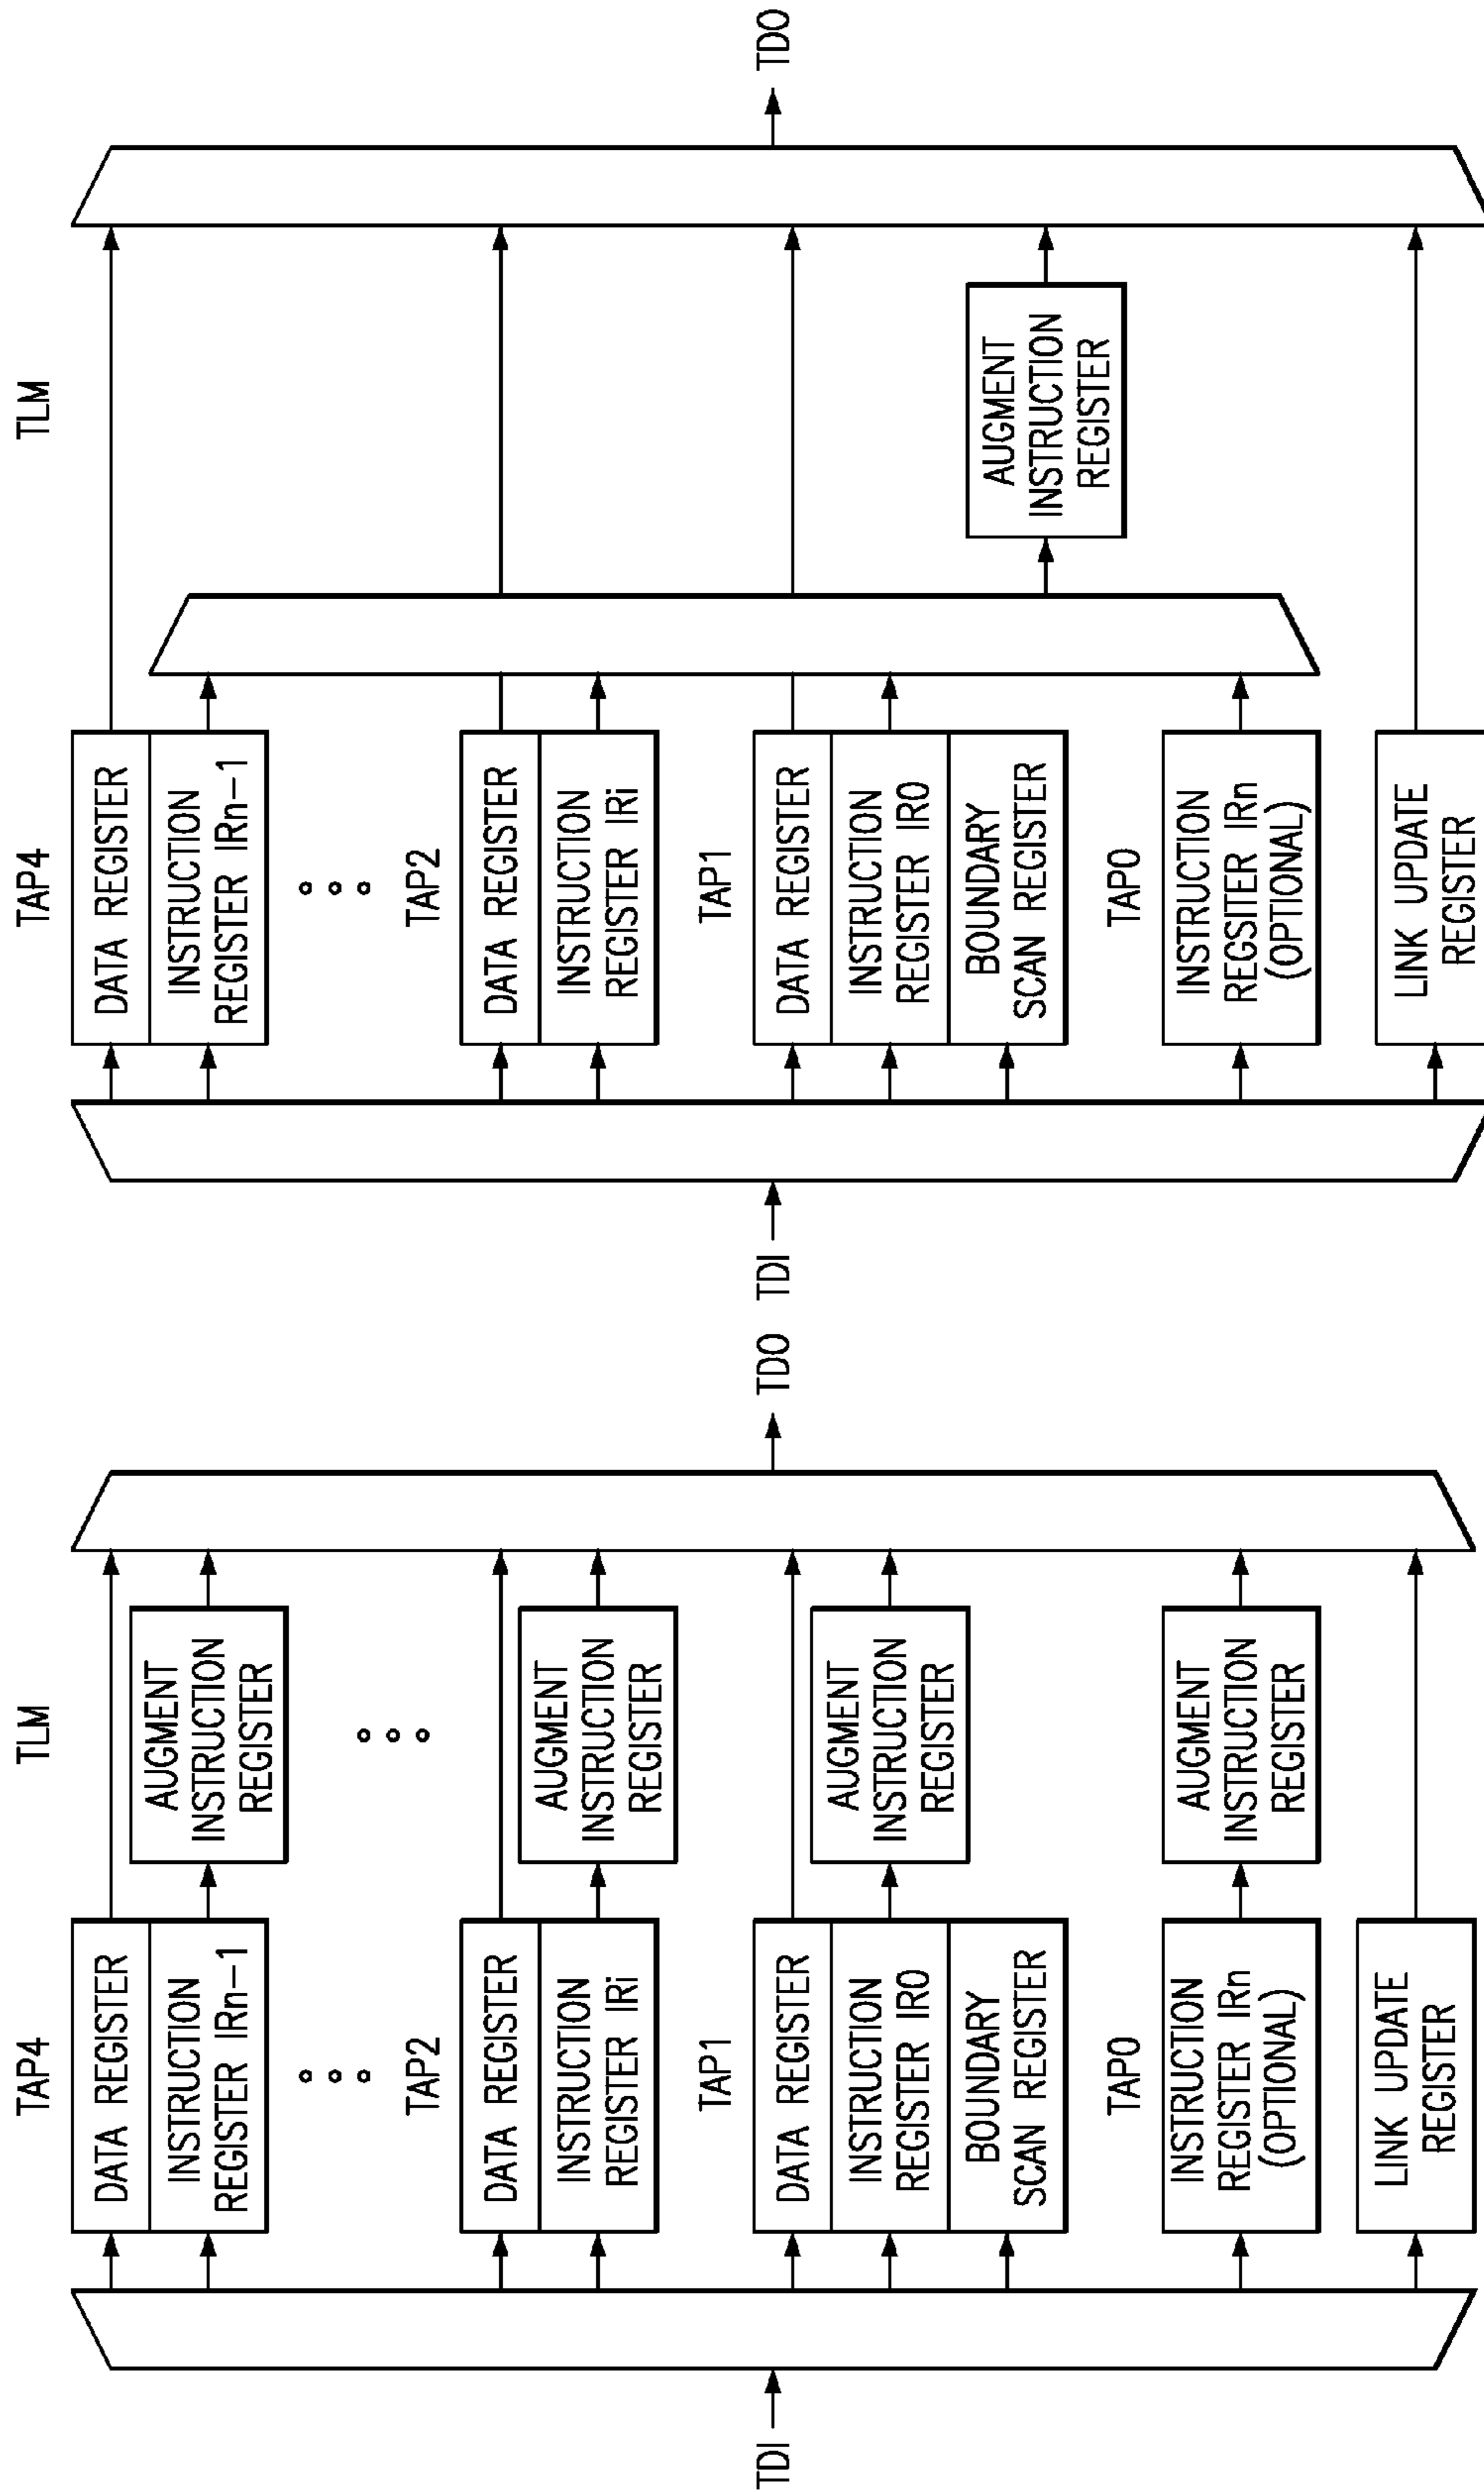 TAP4
TLM
DATA REGISTER
INSTRUCTION
REGISTER IRn-1
AUGMENT
INSTRUCTION
REGISTER
TAP2
DATA REGISTER
INSTRUCTION
REGISTER IRi
AUGMENT
INSTRUCTION
REGISTER
TDI
TDO
TAP1
DATA REGISTER
INSTRUCTION
REGISTER IR0
BOUNDARY
SCAN REGISTER
AUGMENT
INSTRUCTION
REGISTER
TAP0
INSTRUCTION
REGISTER IRn
(OPTIONAL)
AUGMENT
INSTRUCTION
REGISTER
LINK UPDATE
REGISTER
TAP4
TLM
DATA REGISTER
INSTRUCTION
REGISTER IRn-1
TAP2
DATA REGISTER
INSTRUCTION
REGISTER IRi
TDI
TDO
TAP1
DATA REGISTER
INSTRUCTION
REGISTER IR0
BOUNDARY
SCAN REGISTER
AUGMENT
INSTRUCTION
REGISTER
TAP0
INSTRUCTION
REGSITER IRn
(OPTIONAL)
LINK UPDATE
REGISTER